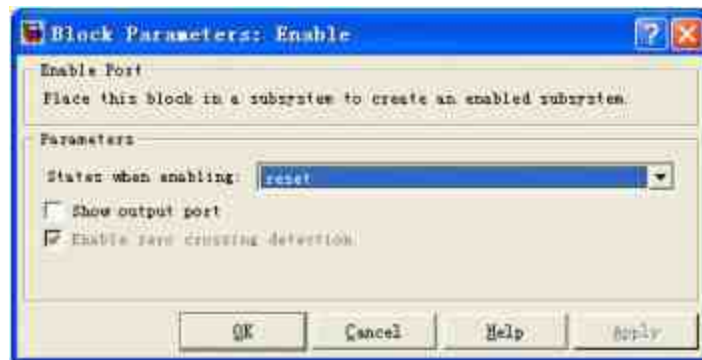 Block Parameters: Enable
Enable Port
Place this block in a subsystem to create an enabled subsystem.
Parameters
States when enabling: reset
Show output port
Enable zero crossing detection
OK Cancel Help Apply